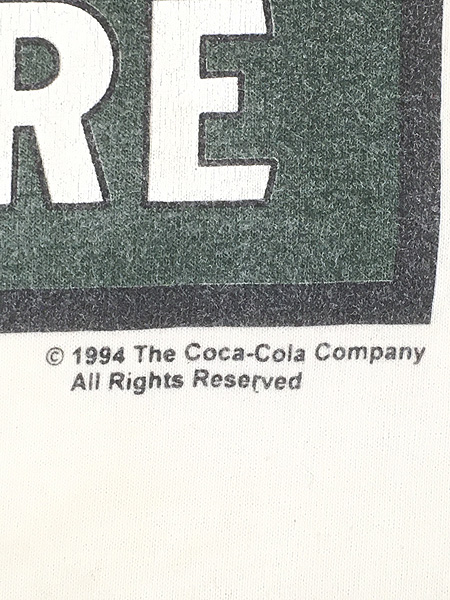 RE
© 1994 The Coca-Cola Company
All Rights Reserved